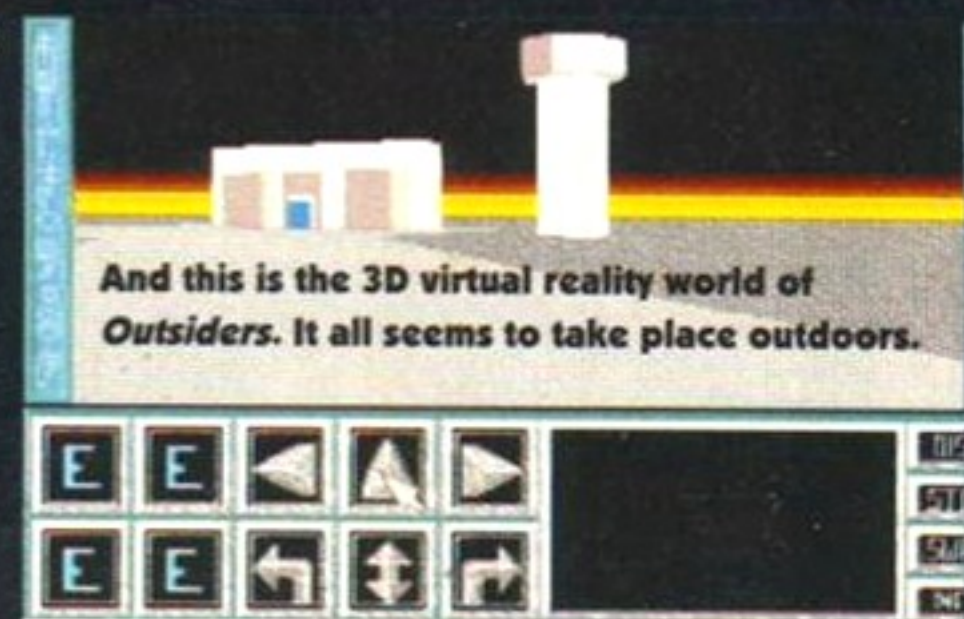 And this is the 3D virtual reality world of
Outsiders. It all seems to take place outdoors.
E E
E E